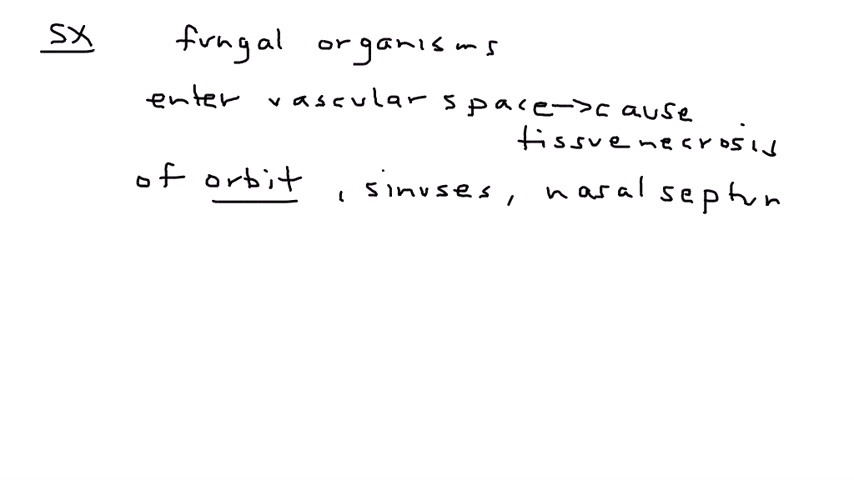 SX fungal organisms
enter vascular space→cause
tissue necrosis
of orbit, sinuses, nasal septum